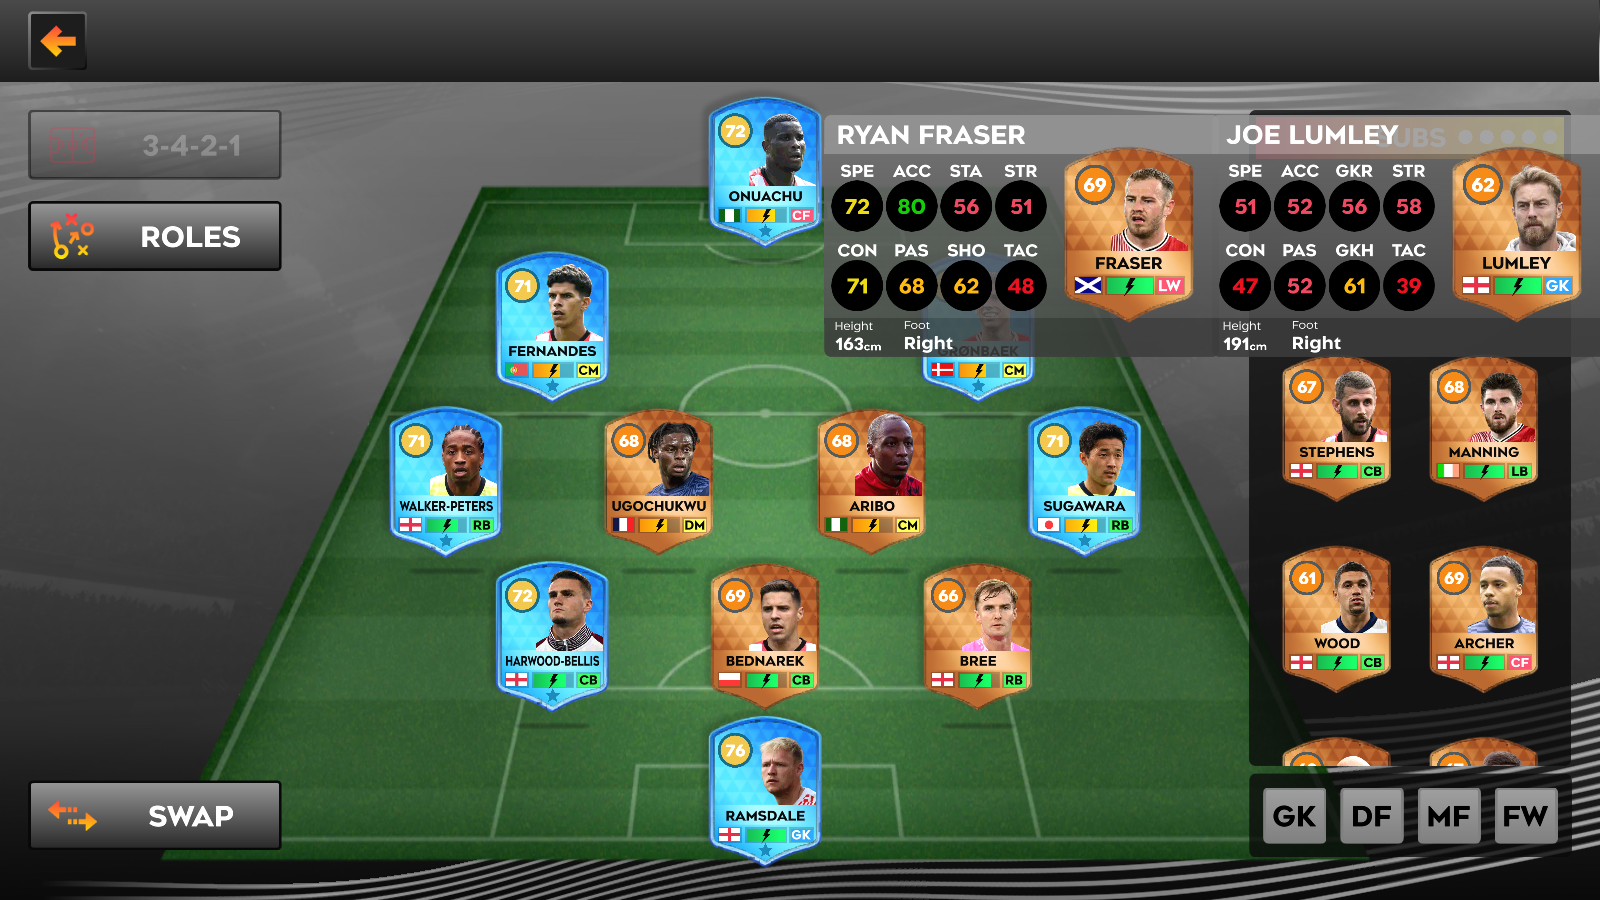 3-4-2-1
ROLES
72
ONUACHU
CF
RYAN FRASER
SPE ACC STA STR
72 80 56 51
CON PAS SHO TAC
71 68 62 48
Height Foot
163cm Right
69
FRASER
LW
JOE LUMLEY
SUBS
SPE ACC GKR STR
51 52 56 58
CON PAS GKH TAC
47 52 61 39
Height Foot
191cm Right
62
LUMLEY
GK
71
FERNANDES
CM
GRØNBAEK
CM
71
WALKER-PETERS
RB
68
UGOCHUKWU
DM
68
ARIBO
CM
71
SUGAWARA
RB
67
STEPHENS
CB
68
MANNING
LB
72
HARWOOD-BELLIS
CB
69
BEDNAREK
CB
66
BREE
RB
61
WOOD
CB
69
ARCHER
CF
76
RAMSDALE
GK
SWAP
GK DF MF FW